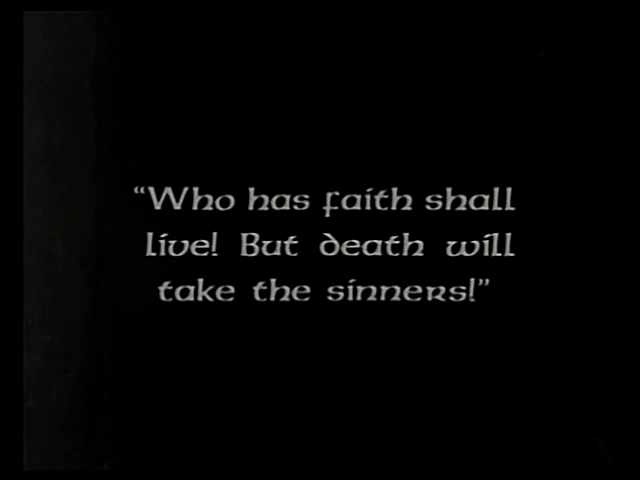 “Who has faith shall
live! But death will
take the sinners!”